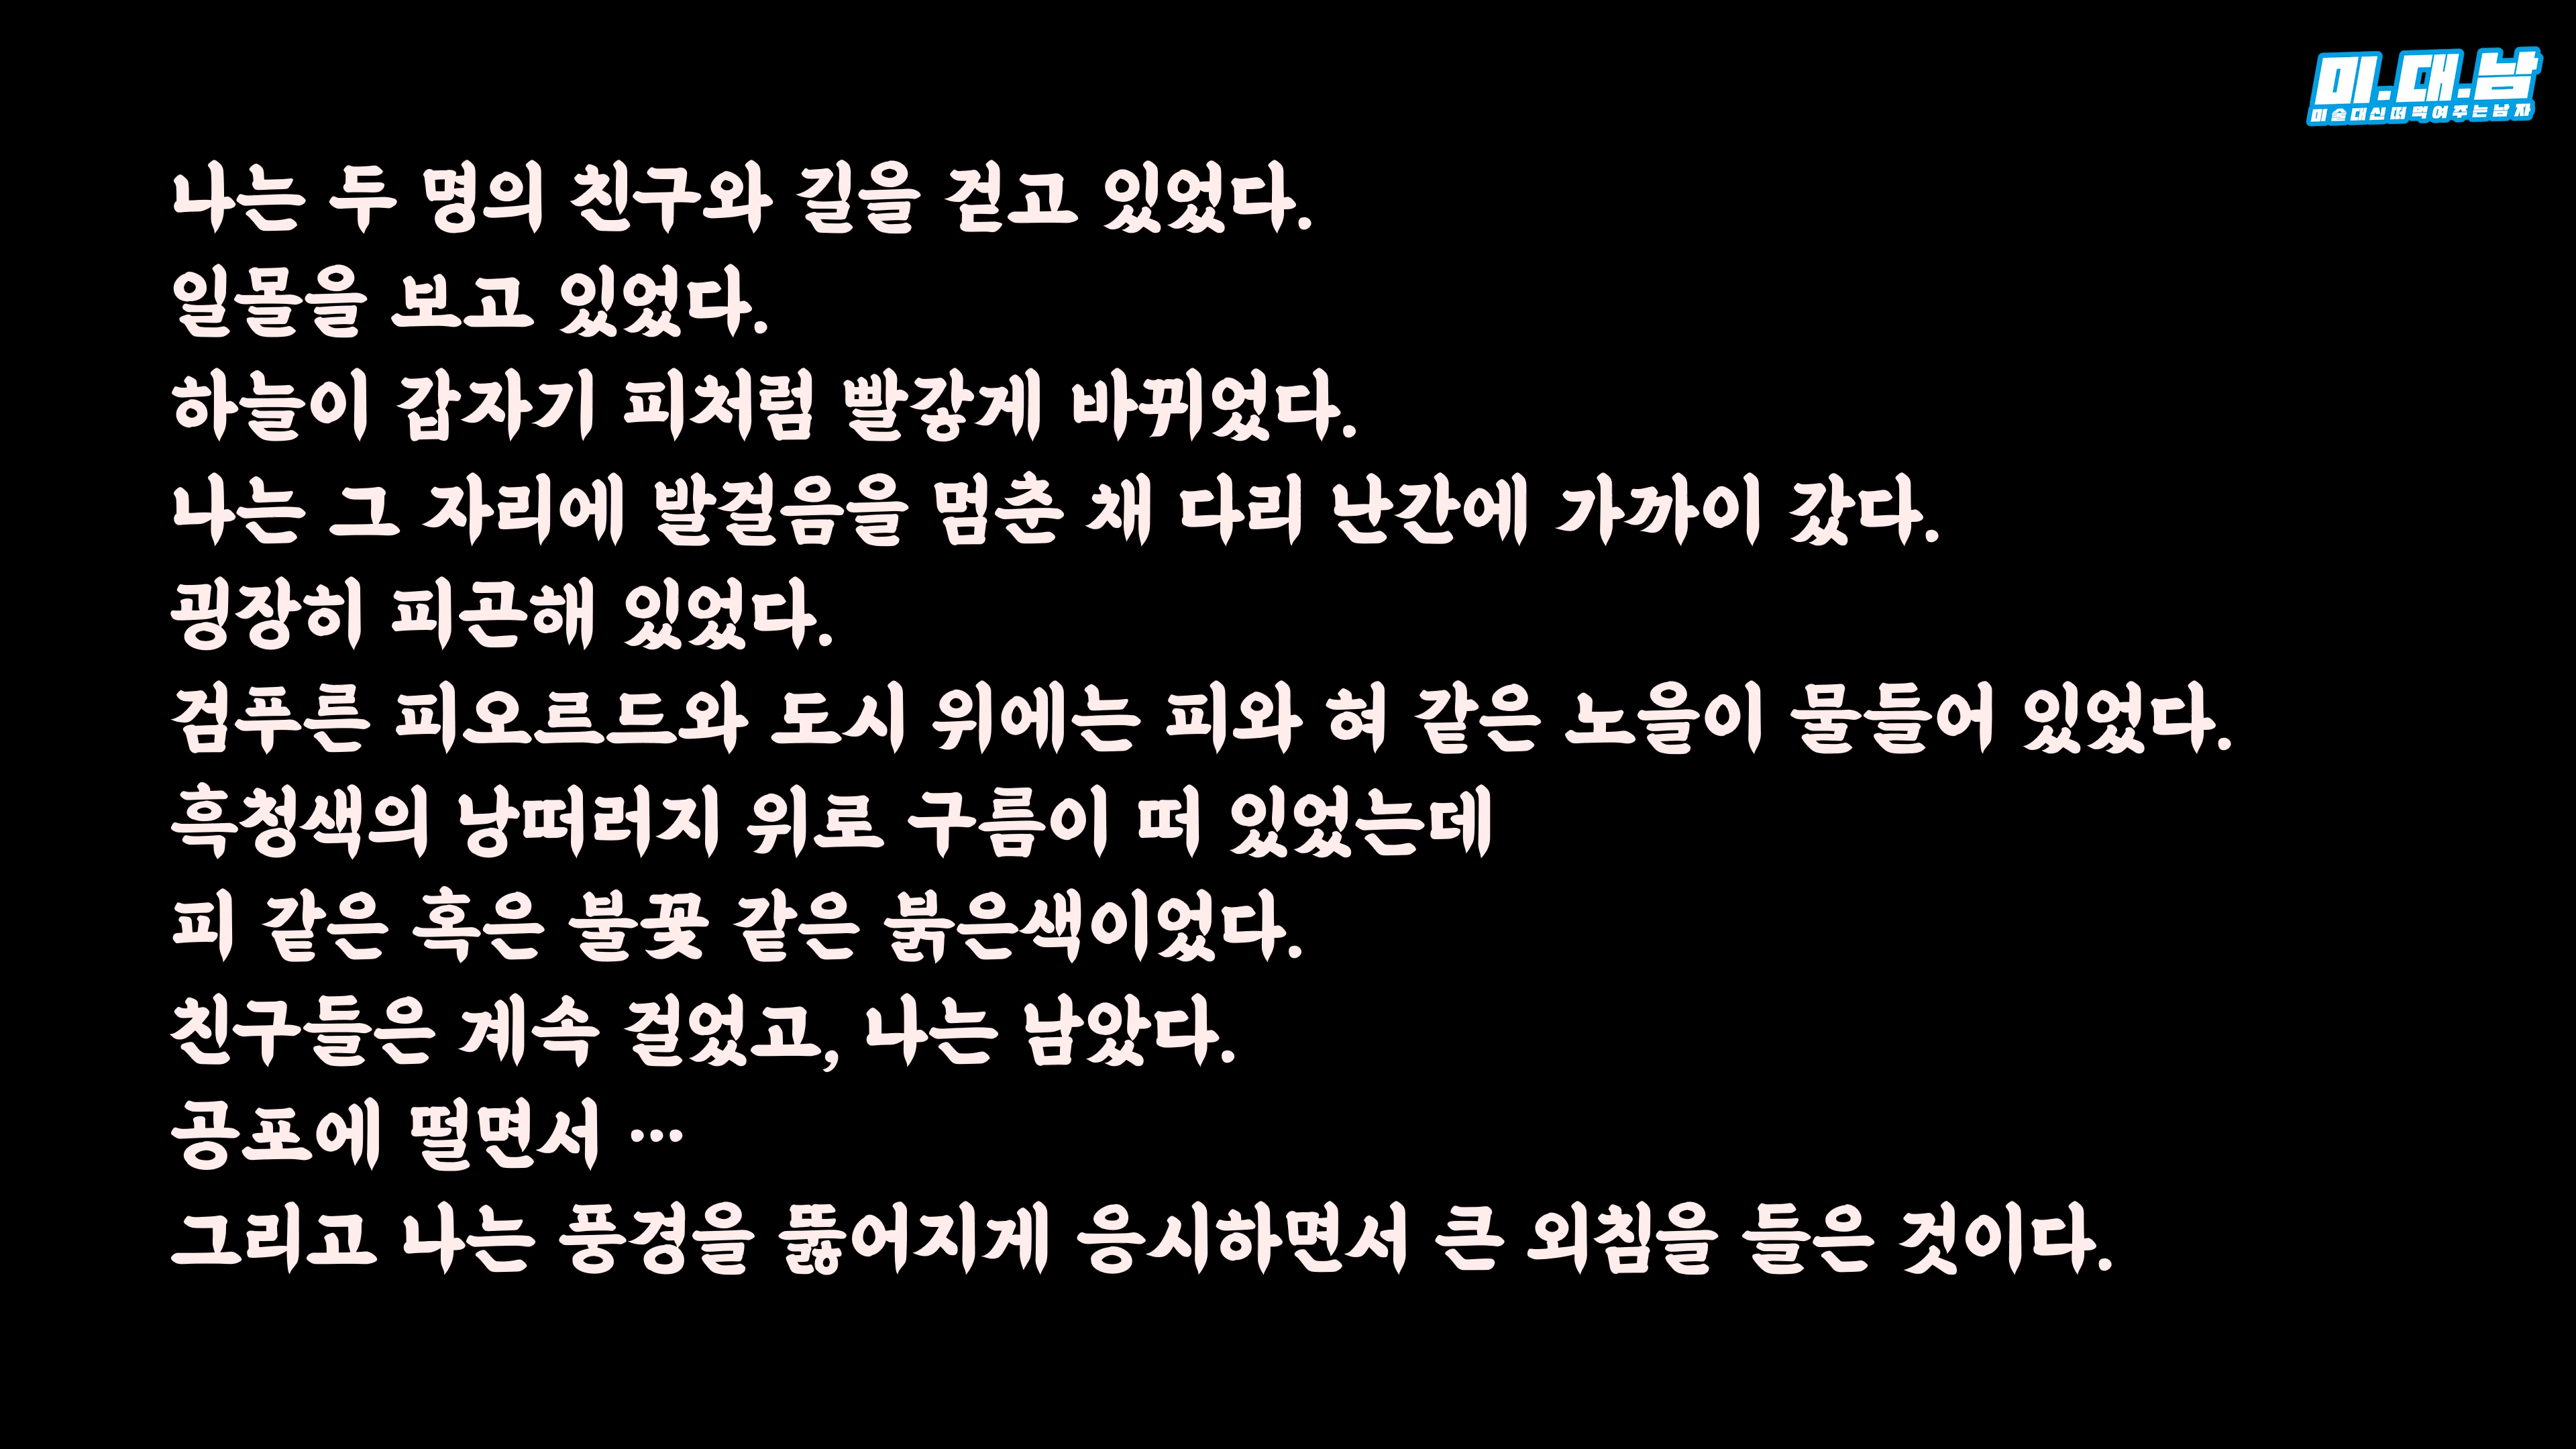 미.대.남
미술대신떠먹여주는남자
나는 두 명의 친구와 길을 걷고 있었다.
일몰을 보고 있었다.
하늘이 갑자기 피처럼 빨갛게 바뀌었다.
나는 그 자리에 발걸음을 멈춘 채 다리 난간에 가까이 갔다.
굉장히 피곤해 있었다.
검푸른 피오르드와 도시 위에는 피와 혀 같은 노을이 물들어 있었다.
흑청색의 낭떠러지 위로 구름이 떠 있었는데
피 같은 혹은 불꽃 같은 붉은색이었다.
친구들은 계속 걸었고, 나는 남았다.
공포에 떨면서 …
그리고 나는 풍경을 뚫어지게 응시하면서 큰 외침을 들은 것이다.